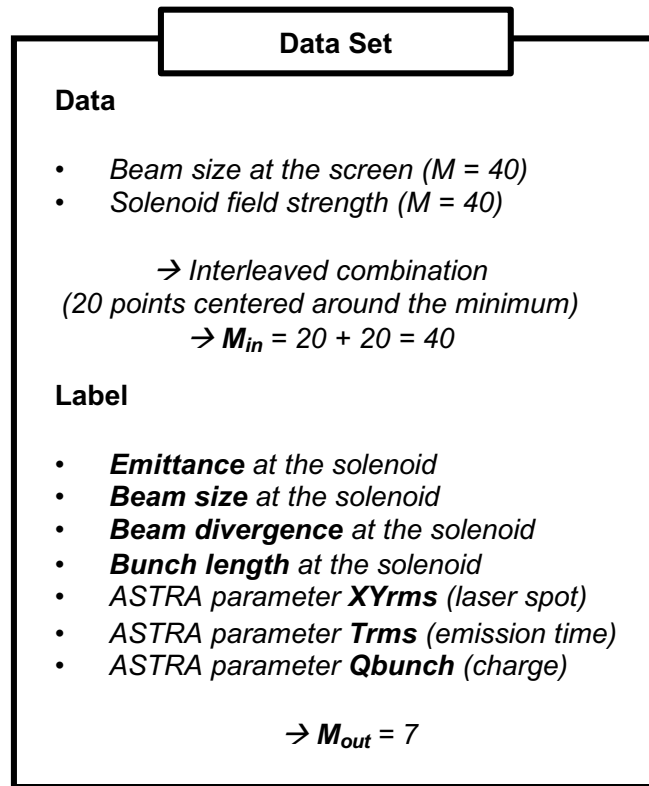 Data Set
Data
• Beam size at the screen (M = 40)
• Solenoid field strength (M = 40)
→ Interleaved combination
(20 points centered around the minimum)
→ Min = 20 + 20 = 40
Label
• Emittance at the solenoid
• Beam size at the solenoid
• Beam divergence at the solenoid
• Bunch length at the solenoid
• ASTRA parameter XYrms (laser spot)
• ASTRA parameter Trms (emission time)
• ASTRA parameter Qbunch (charge)
→ Mout = 7